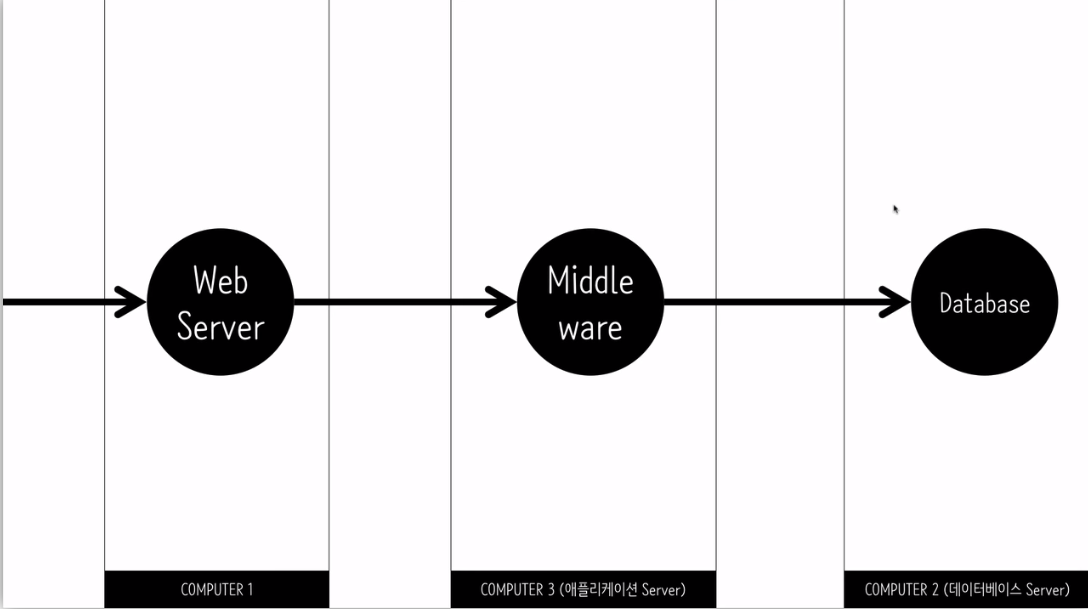 Web
Server
Middle
ware
Database
COMPUTER 1
COMPUTER 3 (애플리케이션 Server)
COMPUTER 2 (데이터베이스 Server)